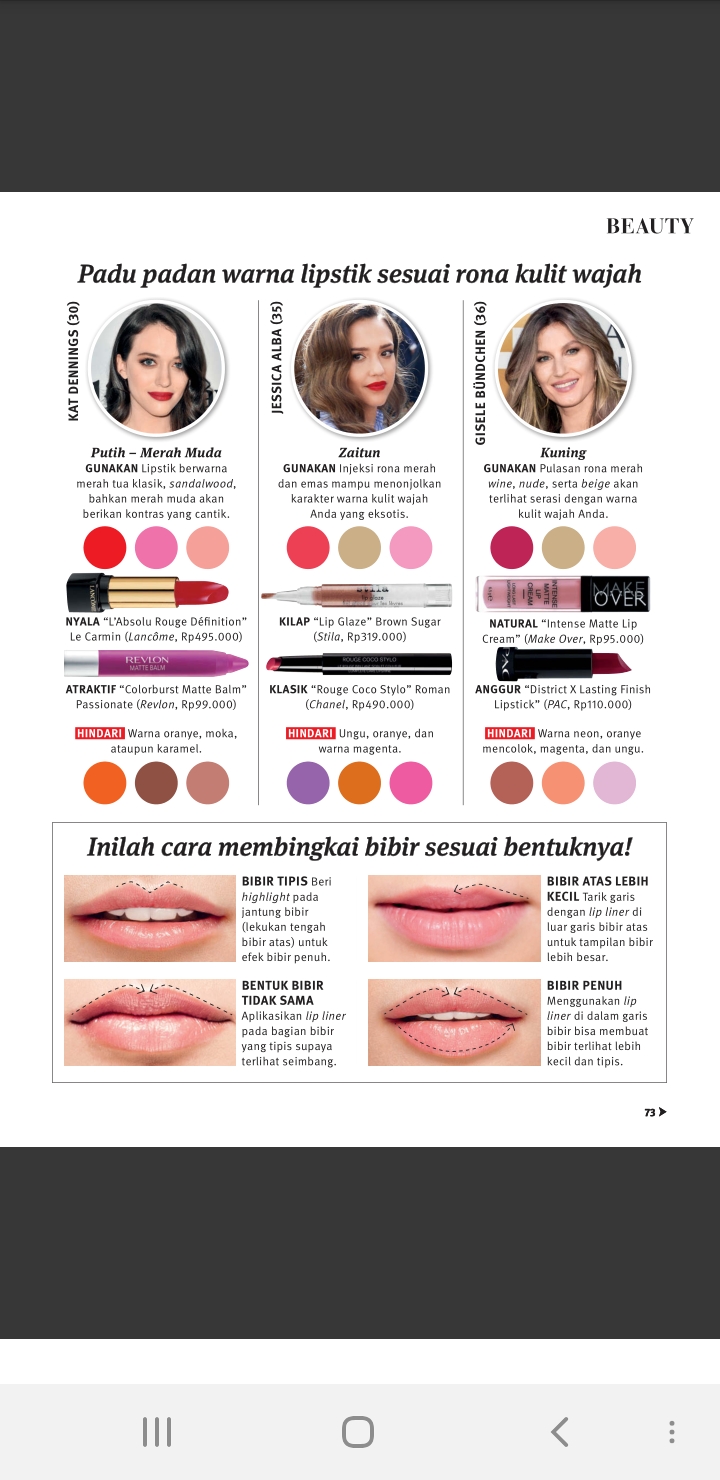 BEAUTY
Padu padan warna lipstik sesuai rona kulit wajah
KAT DENNINGS (30)
Putih – Merah Muda
GUNAKAN Lipstik berwarna
merah tua klasik, sandalwood,
bahkan merah muda akan
berikan kontras yang cantik.
LANCÔME
NYALA “L’Absolu Rouge Définition”
Le Carmin (Lancôme, Rp495.000)
REVLON
MATTE BALM
ATRAKTIF “Colorburst Matte Balm”
Passionate (Revlon, Rp99.000)
HINDARI Warna oranye, moka,
ataupun karamel.
JESSICA ALBA (35)
Zaitun
GUNAKAN Injeksi rona merah
dan emas mampu menonjolkan
karakter warna kulit wajah
Anda yang eksotis.
stila
KILAP “Lip Glaze” Brown Sugar
(Stila, Rp319.000)
ROUGE COCO STYLO
KLASIK “Rouge Coco Stylo” Roman
(Chanel, Rp490.000)
HINDARI Ungu, oranye, dan
warna magenta.
GISELE BÜNDCHEN (36)
Kuning
GUNAKAN Pulasan rona merah
wine, nude, serta beige akan
terlihat serasi dengan warna
kulit wajah Anda.
INTENSE
MATTE
LIP
CREAM
MAKE
OVER
NATURAL “Intense Matte Lip
Cream” (Make Over, Rp95.000)
PAC
ANGGUR “District X Lasting Finish
Lipstick” (PAC, Rp110.000)
HINDARI Warna neon, oranye
mencolok, magenta, dan ungu.
Inilah cara membingkai bibir sesuai bentuknya!
BIBIR TIPIS Beri
highlight pada
jantung bibir
(lekukan tengah
bibir atas) untuk
efek bibir penuh.
BIBIR ATAS LEBIH
KECIL Tarik garis
dengan lip liner di
luar garis bibir atas
untuk tampilan bibir
lebih besar.
BENTUK BIBIR
TIDAK SAMA
Aplikasikan lip liner
pada bagian bibir
yang tipis supaya
terlihat seimbang.
BIBIR PENUH
Menggunakan lip
liner di dalam garis
bibir bisa membuat
bibir terlihat lebih
kecil dan tipis.
73